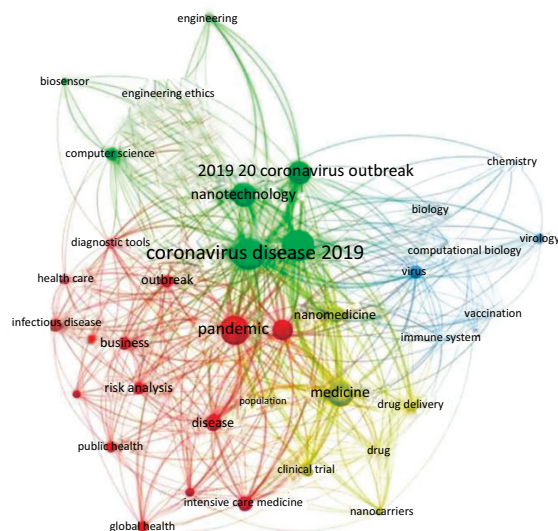 engineering
biosensor
engineering ethics
computer science
2019 20 coronavirus outbreak
chemistry
nanotechnology
biology
diagnostic tools
coronavirus disease 2019
virology
computational biology
health care
outbreak
virus
infectious disease
nanomedicine
vaccination
pandemic
business
immune system
risk analysis
medicine
population
drug delivery
disease
public health
drug
clinical trial
intensive care medicine
nanocarriers
global health